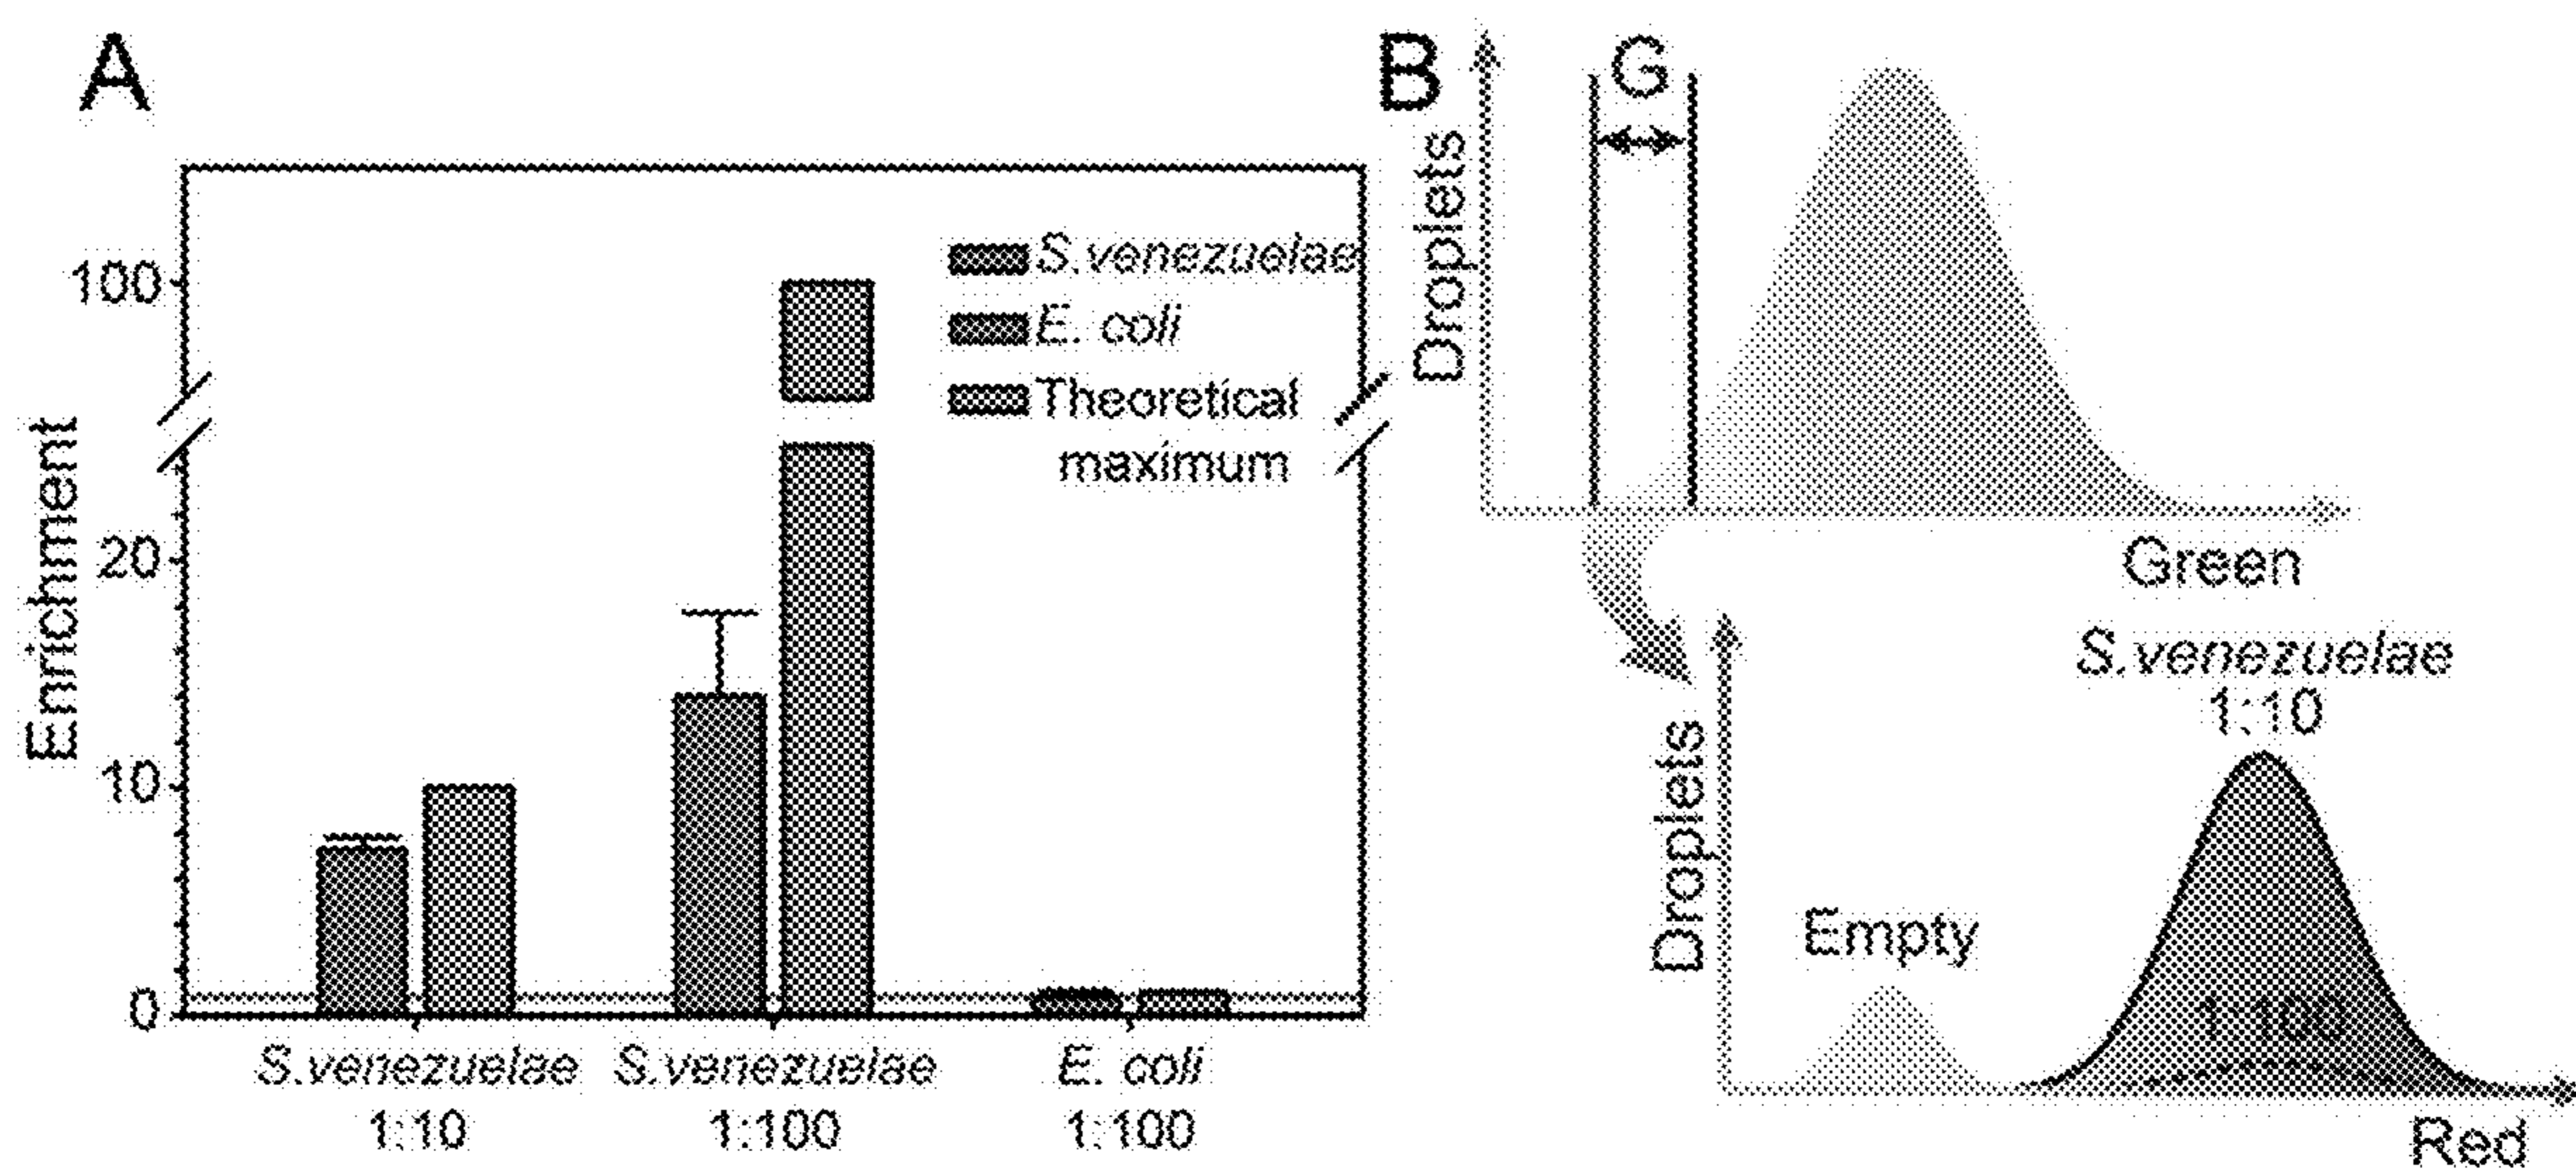 A
Enrichment
100
20
10
0
S.venezuelae
E. coli
Theoretical
maximum
S.venezuelae
1:10
S.venezuelae
1:100
E. coli
1:100
B
G
Droplets
Green
Droplets
Empty
S.venezuelae
1:10
1:100
Red